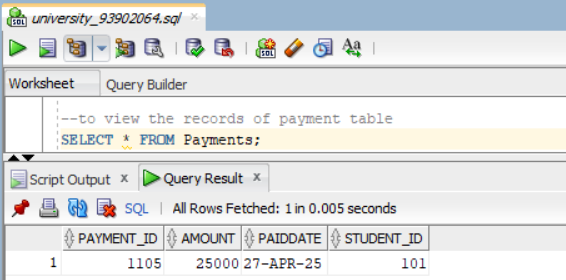 university_93902064.sql
Worksheet Query Builder
--to view the records of payment table
SELECT * FROM Payments;
Script Output x Query Result x
SQL All Rows Fetched: 1 in 0.005 seconds
PAYMENT_ID AMOUNT PAIDDATE STUDENT_ID
1 1105 25000 27-APR-25 101